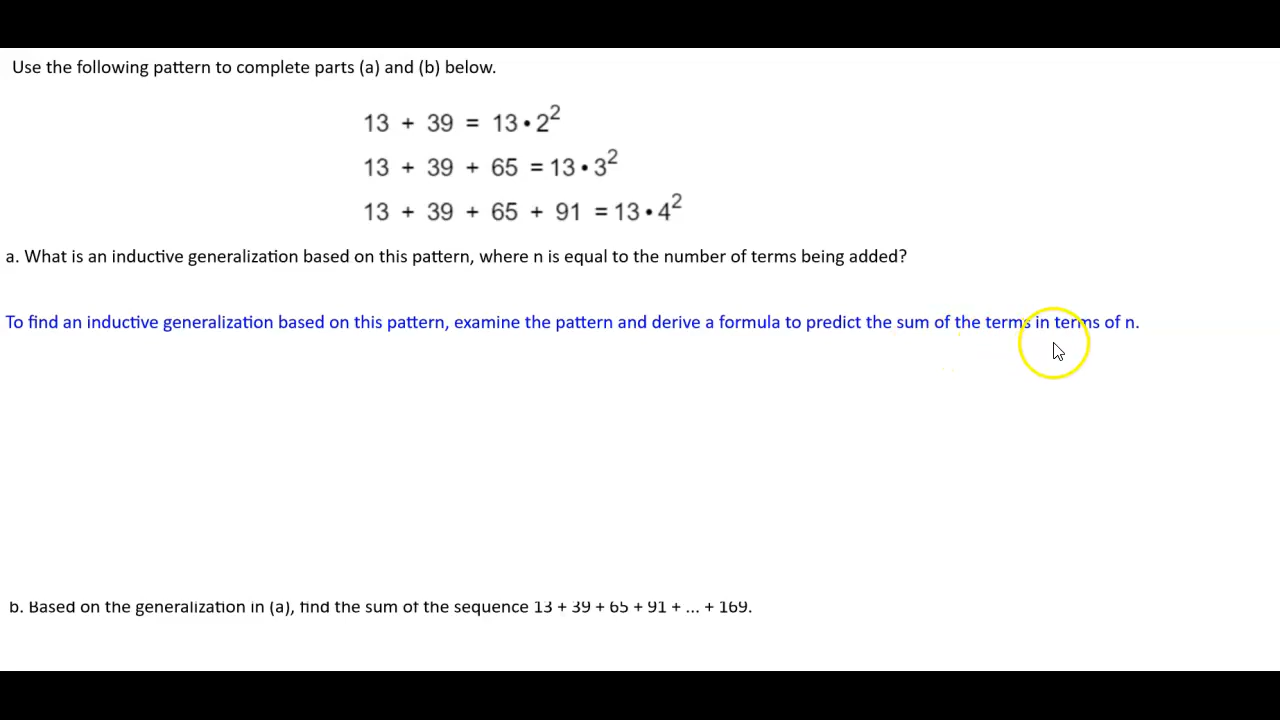 Use the following pattern to complete parts (a) and (b) below.
13 + 39 = 13 • 2²
13 + 39 + 65 = 13 • 3²
13 + 39 + 65 + 91 = 13 • 4²
a. What is an inductive generalization based on this pattern, where n is equal to the number of terms being added?
To find an inductive generalization based on this pattern, examine the pattern and derive a formula to predict the sum of the terms in terms of n.
b. Based on the generalization in (a), find the sum of the sequence 13 + 39 + 65 + 91 + ... + 169.